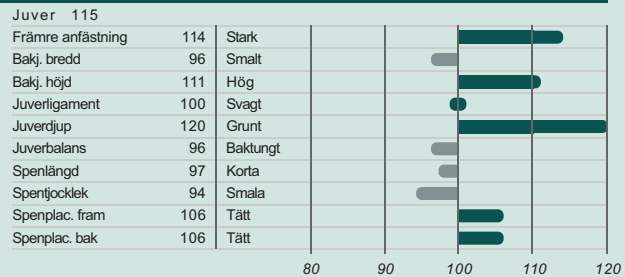 Juver 115
Främre anfästning 114 Stark
Bakj. bredd 96 Smalt
Bakj. höjd 111 Hög
Juverligament 100 Svagt
Juverdjup 120 Grunt
Juverbalans 96 Baktungt
Spenlängd 97 Korta
Spentjocklek 94 Smala
Spenplac. fram 106 Tätt
Spenplac. bak 106 Tätt
80 90 100 110 120